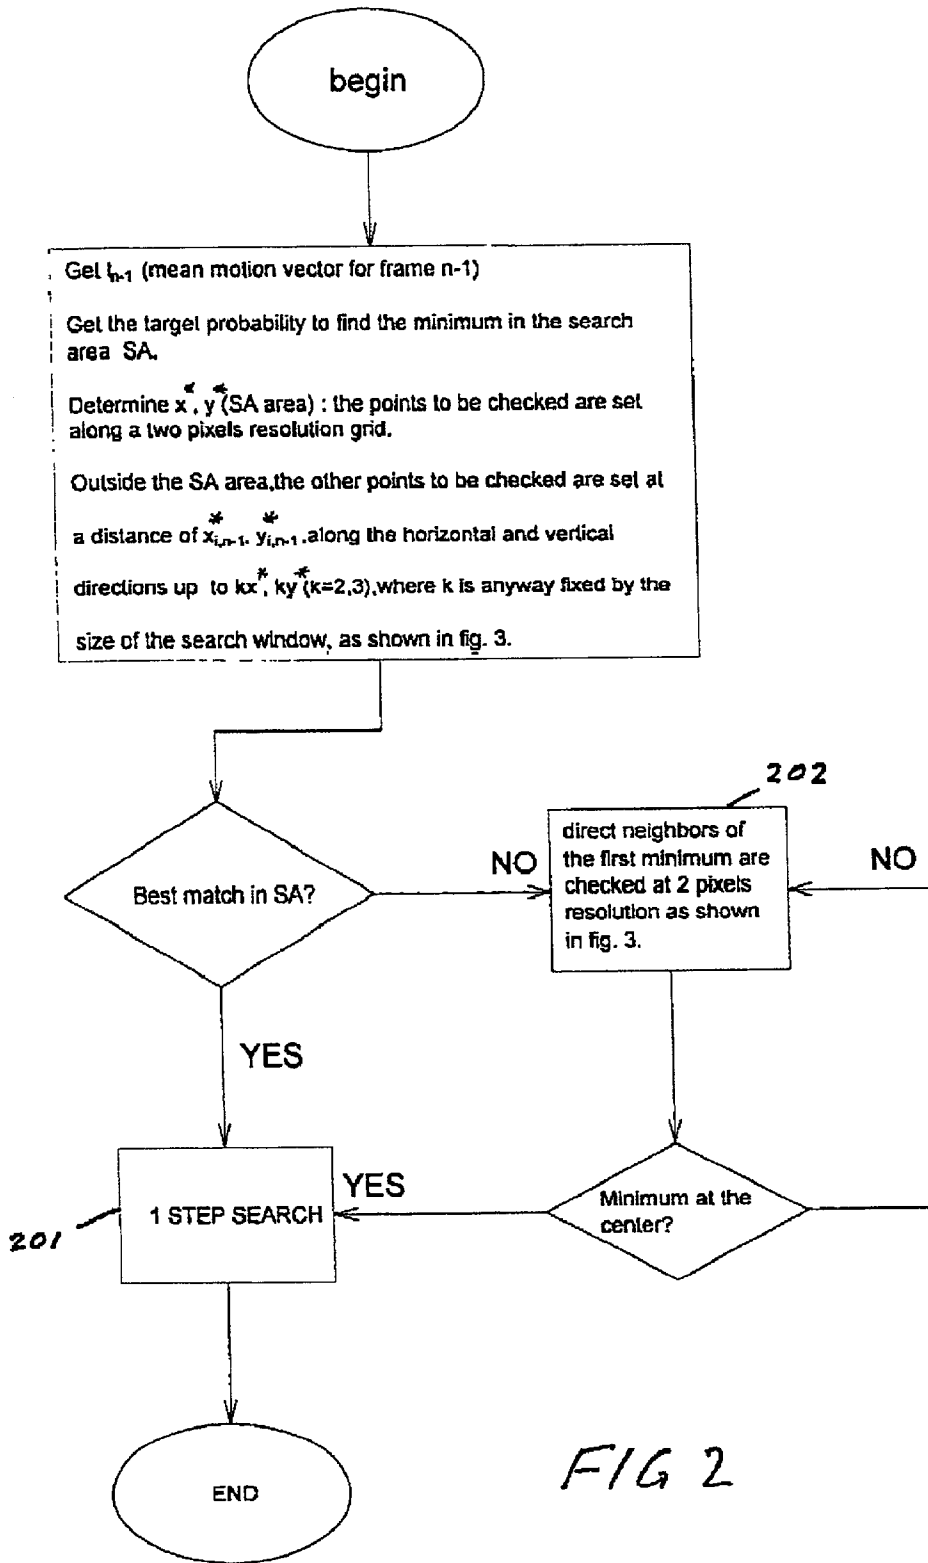 begin
Get t_n-1 (mean motion vector for frame n-1)
Get the target probability to find the minimum in the search
area SA.
Determine x*, y* (SA area) : the points to be checked are set
along a two pixels resolution grid.
Outside the SA area,the other points to be checked are set at
a distance of x*_i,n-1. y*_i,n-1.along the horizontal and vertical
directions up to kx*, ky* (k=2,3),where k is anyway fixed by the
size of the search window, as shown in fig. 3.
202
Best match in SA?
NO
direct neighbors of
the first minimum are
checked at 2 pixels
resolution as shown
in fig. 3.
NO
YES
1 STEP SEARCH
YES
Minimum at the
center?
201
END
FIG 2